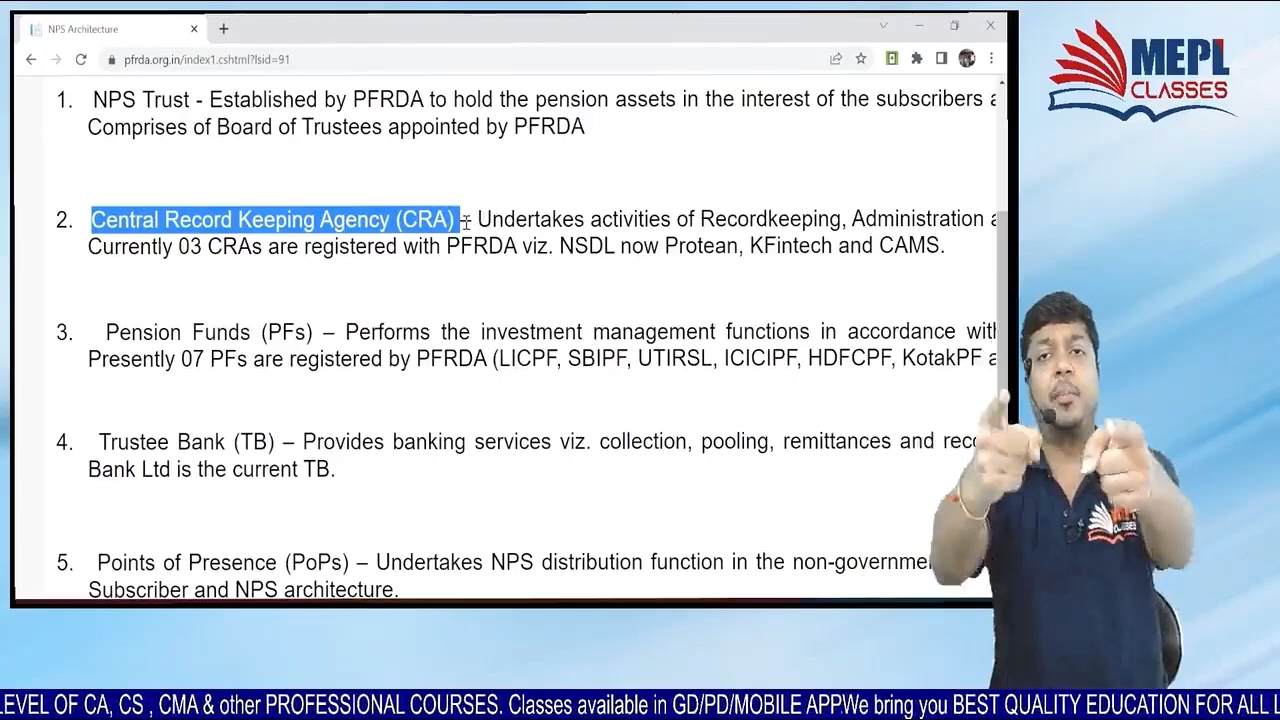 NPS Architecture
pfrda.org.in/index1.cshtml?lsid=91
MEPL
CLASSES
1. NPS Trust - Established by PFRDA to hold the pension assets in the interest of the subscribers a
Comprises of Board of Trustees appointed by PFRDA
2. Central Record Keeping Agency (CRA) - Undertakes activities of Recordkeeping, Administration a
Currently 03 CRAs are registered with PFRDA viz. NSDL now Protean, KFintech and CAMS.
3. Pension Funds (PFs) – Performs the investment management functions in accordance with
Presently 07 PFs are registered by PFRDA (LICPF, SBIPF, UTIRSL, ICICIPF, HDFCPF, KotakPF a
4. Trustee Bank (TB) – Provides banking services viz. collection, pooling, remittances and reco
Bank Ltd is the current TB.
MEPL
CLASSES
5. Points of Presence (PoPs) – Undertakes NPS distribution function in the non-governme
Subscriber and NPS architecture.
LEVEL OF CA, CS , CMA & other PROFESSIONAL COURSES. Classes available in GD/PD/MOBILE APP.We bring you BEST QUALITY EDUCATION FOR ALL L